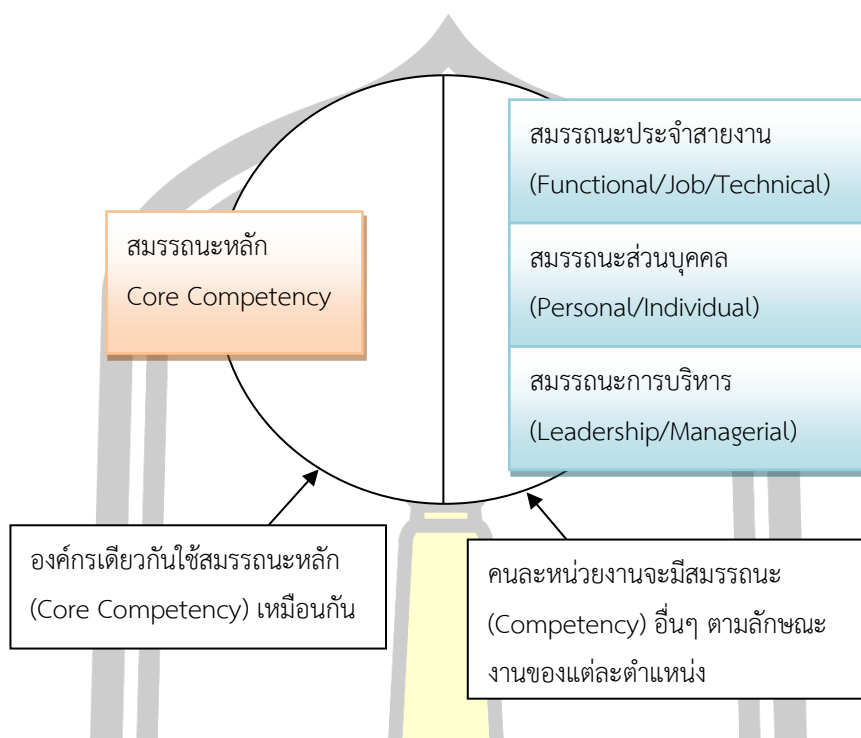 สมรรถนะประจำสายงาน
(Functional/Job/Technical)
สมรรถนะหลัก
Core Competency
สมรรถนะส่วนบุคคล
(Personal/Individual)
สมรรถนะการบริหาร
(Leadership/Managerial)
องค์กรเดียวกันใช้สมรรถนะหลัก
(Core Competency) เหมือนกัน
คนละหน่วยงานจะมีสมรรถนะ
(Competency) อื่นๆ ตามลักษณะ
งานของแต่ละตำแหน่ง